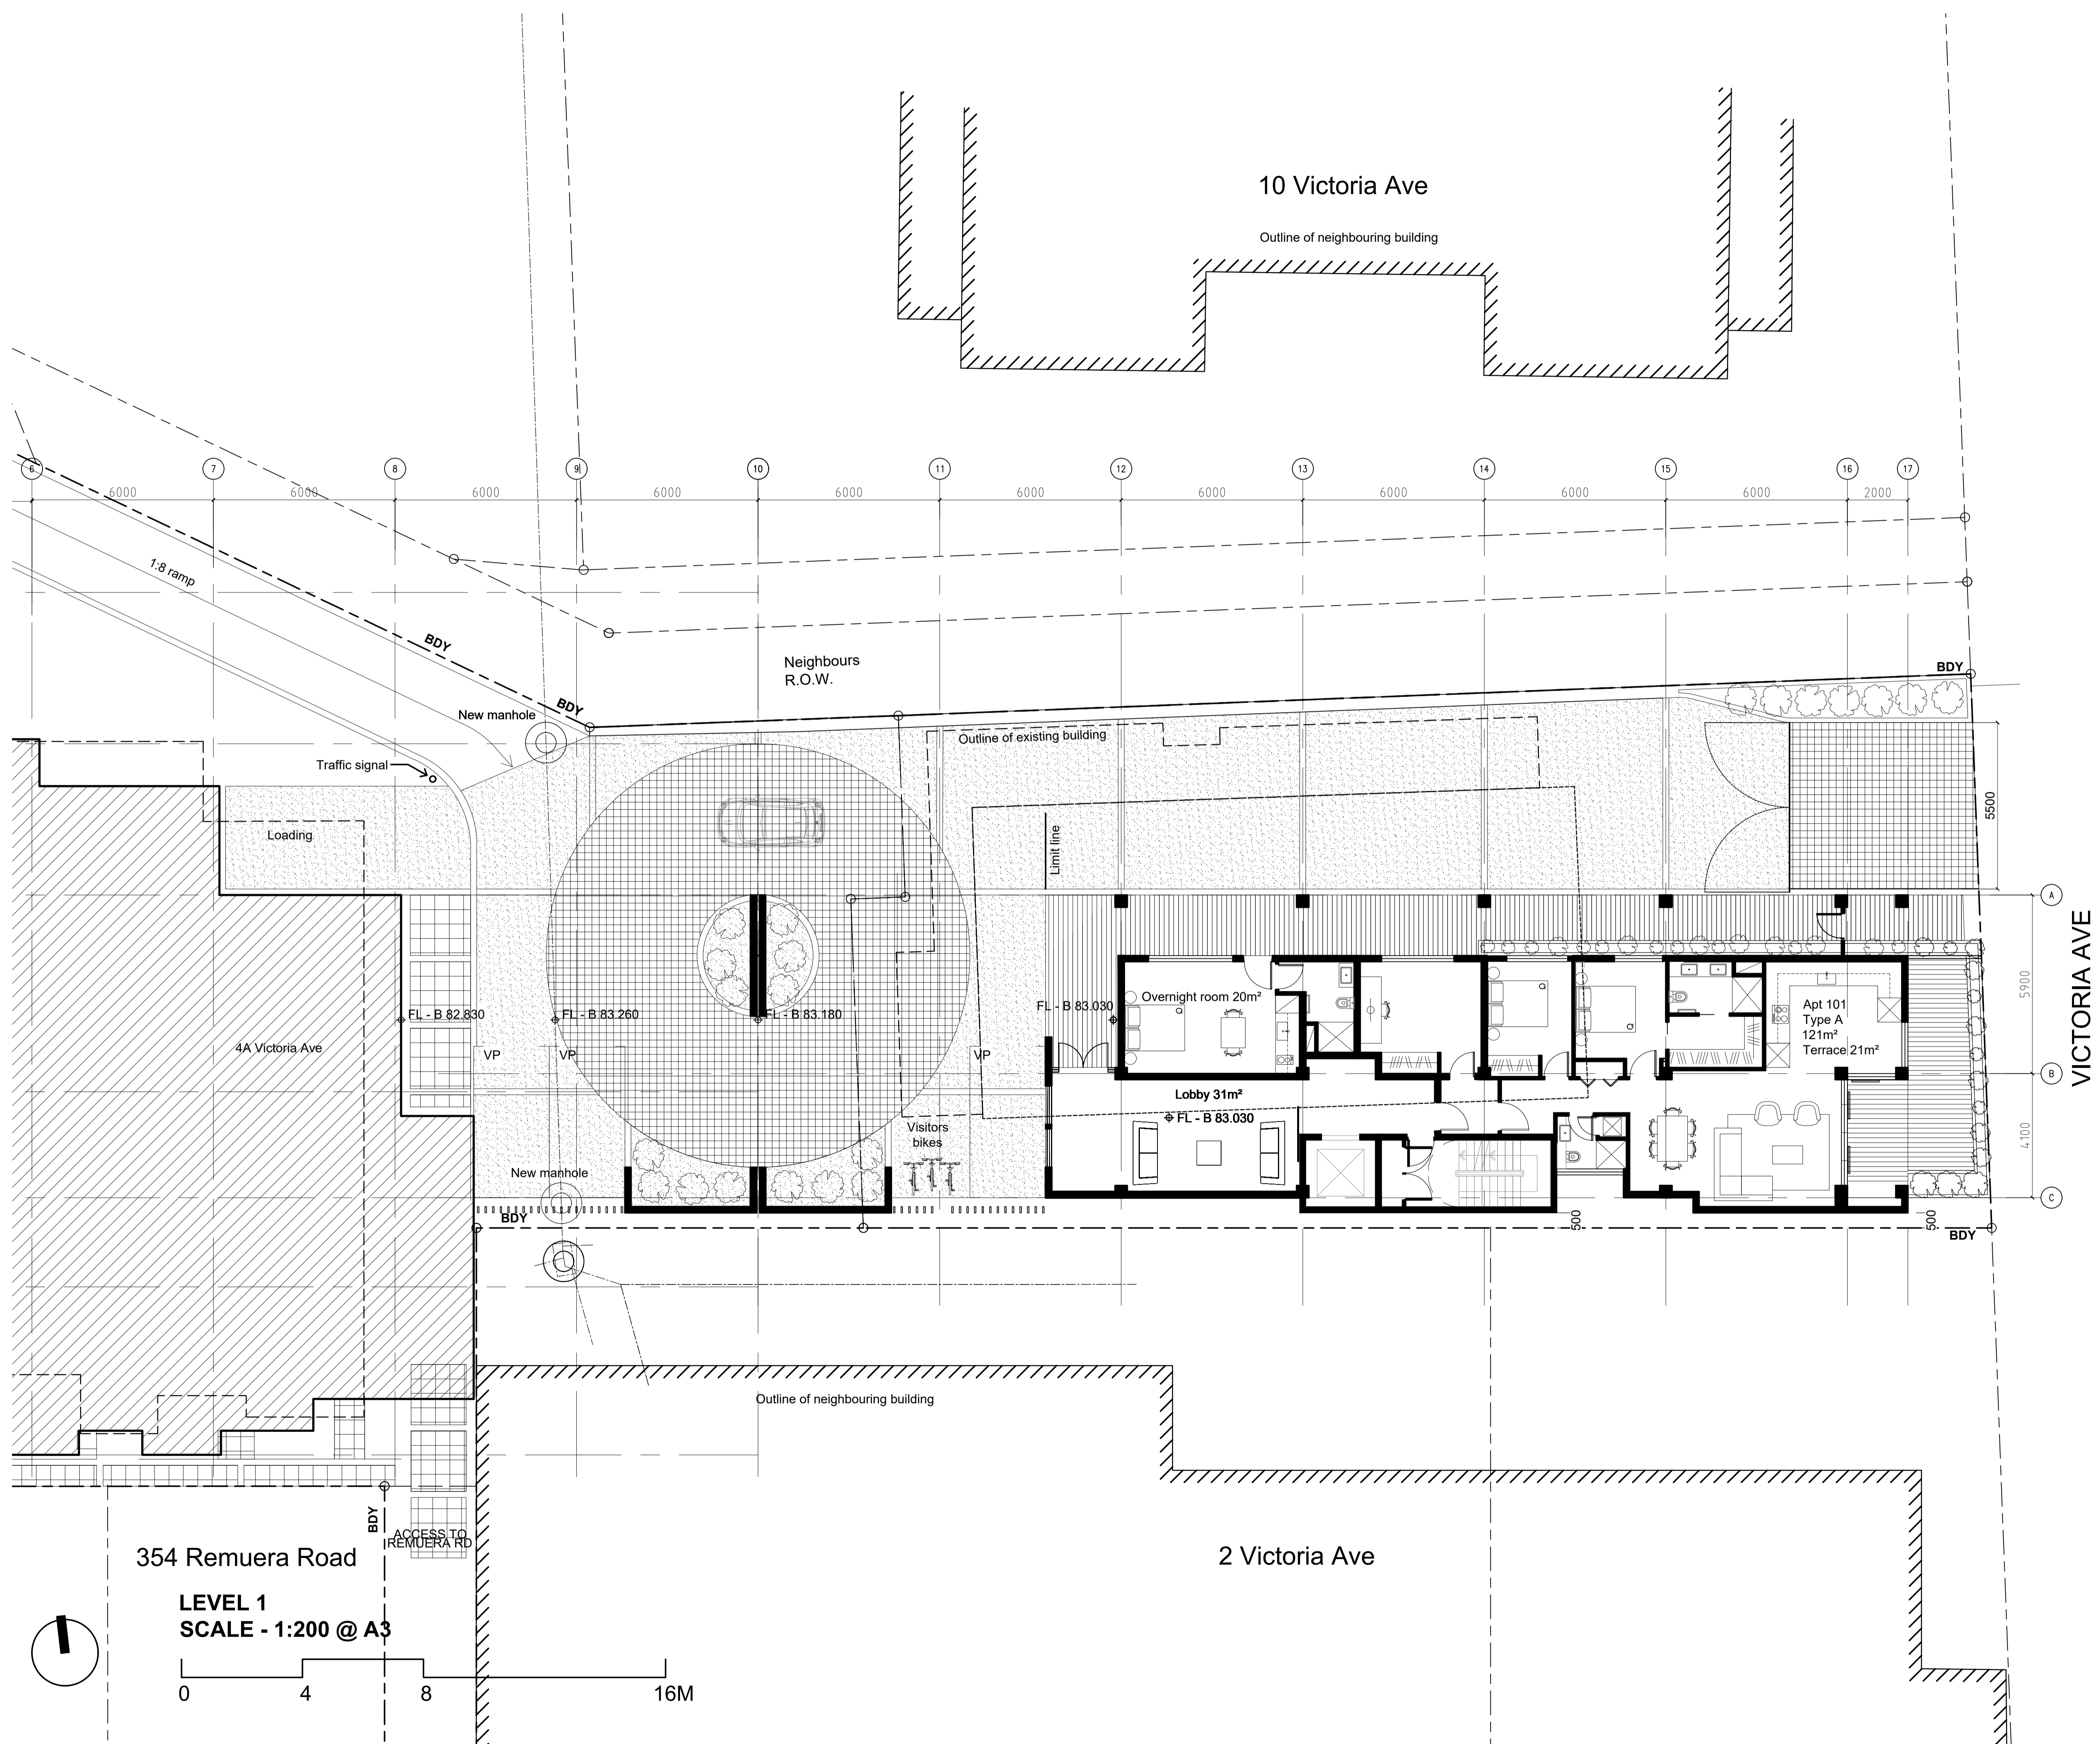 10 Victoria Ave
Outline of neighbouring building
6
7
8
9
10
11
12
13
14
15
16
17
6000
6000
6000
6000
6000
6000
6000
6000
6000
6000
2000
1:8 ramp
BDY
BDY
BDY
Neighbours
R.O.W.
New manhole
Outline of existing building
Traffic signal
Loading
Limit line
5500
A
VICTORIA AVE
5900
Overnight room 20m²
FL - B 83.030
FL - B 82.830
FL - B 83.260
FL - B 83.180
Apt 101
Type A
121m²
Terrace 21m²
4A Victoria Ave
VP
VP
VP
B
Lobby 31m²
FL - B 83.030
Visitors
bikes
4100
New manhole
C
BDY
500
500
BDY
Outline of neighbouring building
BDY
ACCESS TO
REMUERA RD
354 Remuera Road
2 Victoria Ave
LEVEL 1
SCALE - 1:200 @ A3
0
4
8
16M